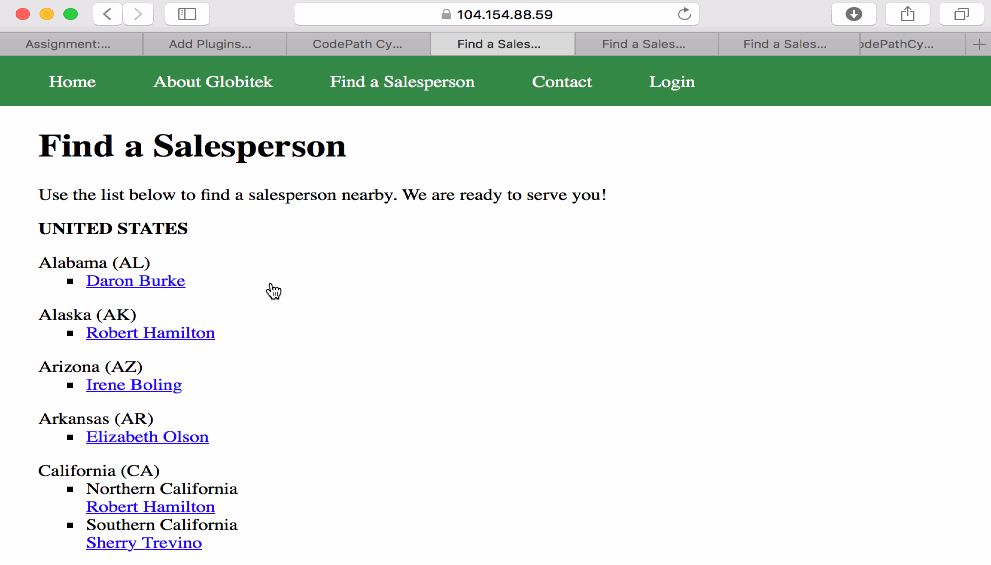 104.154.88.59
Assignment:... Add Plugins... CodePath Cy... Find a Sales... Find a Sales... Find a Sales... odePathCy...
Home About Globitek Find a Salesperson Contact Login
Find a Salesperson
Use the list below to find a salesperson nearby. We are ready to serve you!
UNITED STATES
Alabama (AL)
Daron Burke
Alaska (AK)
Robert Hamilton
Arizona (AZ)
Irene Boling
Arkansas (AR)
Elizabeth Olson
California (CA)
Northern California
Robert Hamilton
Southern California
Sherry Trevino